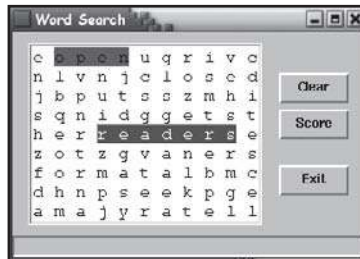 Word Search
c o p e n u g r i v c
n l v n j c l o s e d
j b p u t s s z m h i
s q n i d g g e t s t
h e r r e a d e r s e
z o t z g v a n e r s
f o r m a t a l b m c
d h n p s e e k p g e
a m a j y r a t e l l
Clear
Score
Exit